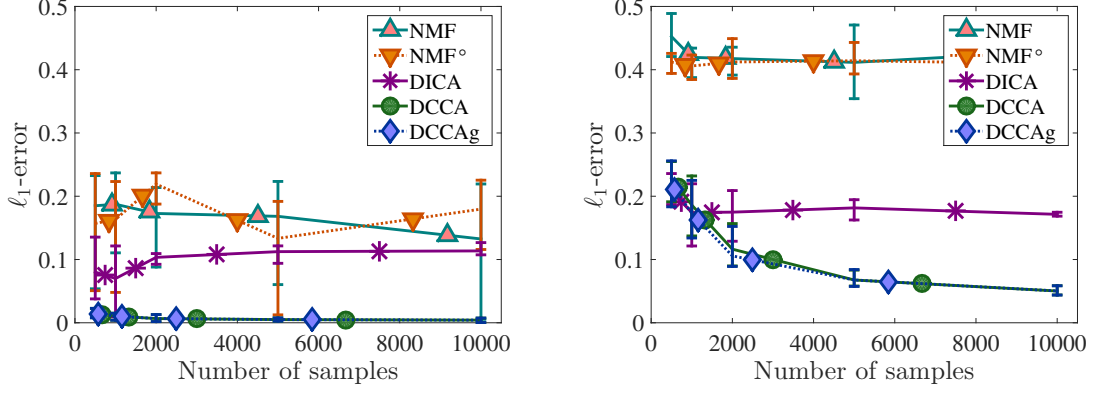 0.5
0.4
0.3
0.2
0.1
0
ℓ1-error
NMF
NMF°
DICA
DCCA
DCCAg
0 2000 4000 6000 8000 10000
Number of samples
0.5
0.4
0.3
0.2
0.1
0
ℓ1-error
NMF
NMF°
DICA
DCCA
DCCAg
0 2000 4000 6000 8000 10000
Number of samples